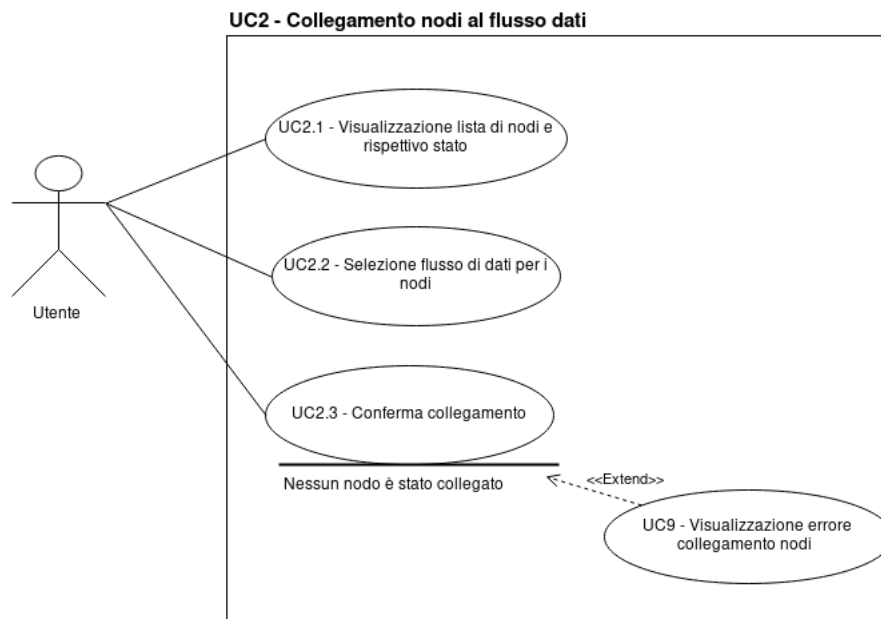 UC2 - Collegamento nodi al flusso dati
UC2.1 - Visualizzazione lista di nodi e
rispettivo stato
UC2.2 - Selezione flusso di dati per i
nodi
Utente
UC2.3 - Conferma collegamento
Nessun nodo è stato collegato
<<Extend>>
UC9 - Visualizzazione errore
collegamento nodi